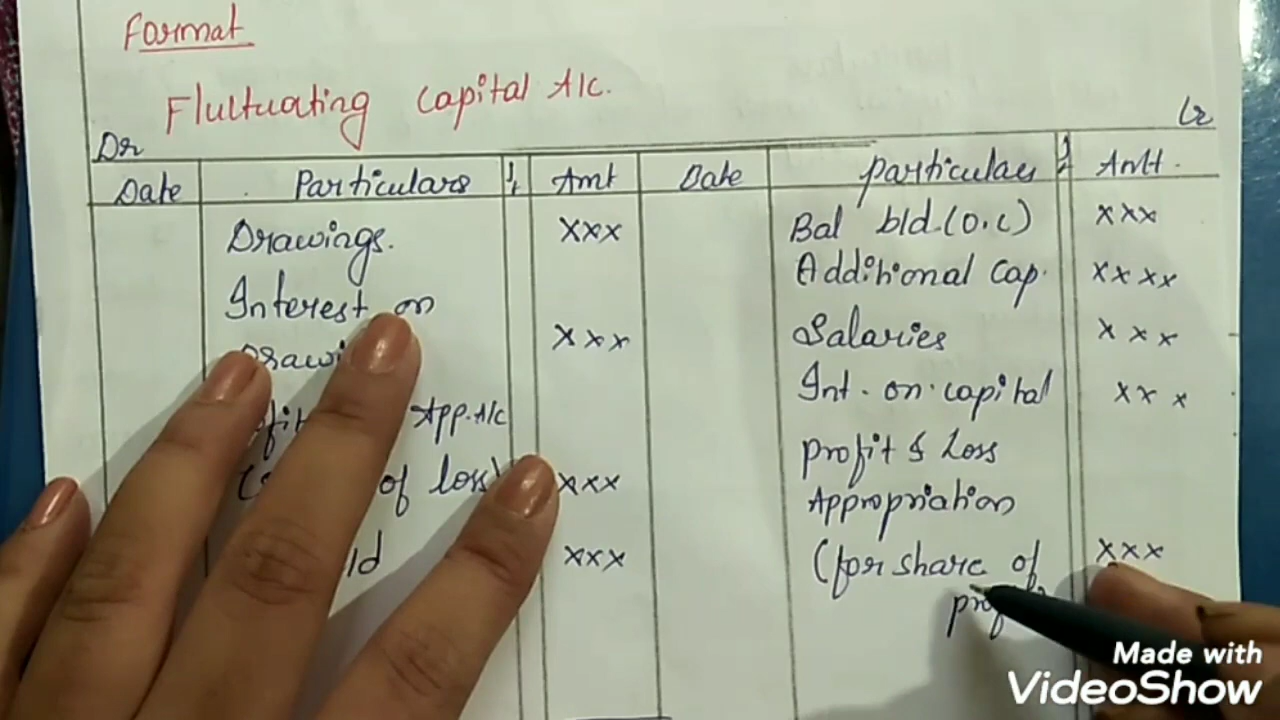 Format
Fluctuating Capital A/c.
Dr
Cr
Date Particulars J/f Amt Date Particulars J/f Amt.
Drawings. xxx
Interest on
xxx
App. A/c
of loss) xxx
xxx
Bal b/d.(O.C) xxx
Additional Cap. xxxx
Salaries xxx
Int. on. capital xxx
Profit & Loss
Appropriation
(for share of xxx
Made with
VideoShow